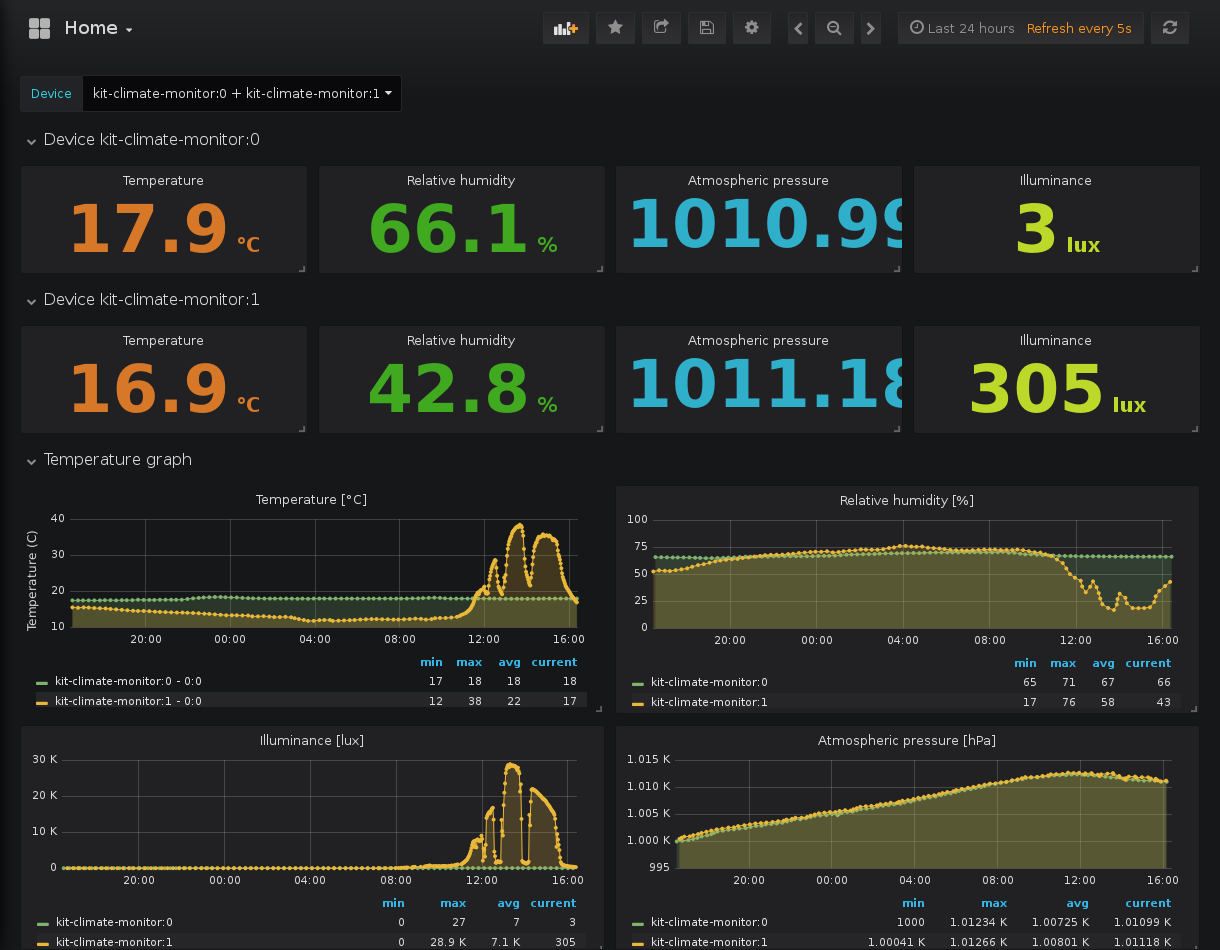 Home
Last 24 hours Refresh every 5s
Device kit-climate-monitor:0 + kit-climate-monitor:1
Device kit-climate-monitor:0
Temperature Relative humidity Atmospheric pressure Illuminance
17.9 °C 66.1 % 1010.99 3 lux
Device kit-climate-monitor:1
Temperature Relative humidity Atmospheric pressure Illuminance
16.9 °C 42.8 % 1011.18 305 lux
Temperature graph
Temperature [°C]
Temperature (C)
40
30
20
10
20:00 00:00 04:00 08:00 12:00 16:00
min max avg current
kit-climate-monitor:0 - 0:0 17 18 18 18
kit-climate-monitor:1 - 0:0 12 38 22 17
Relative humidity [%]
100
75
50
25
0
20:00 00:00 04:00 08:00 12:00 16:00
min max avg current
kit-climate-monitor:0 65 71 67 66
kit-climate-monitor:1 17 76 58 43
Illuminance [lux]
30 K
20 K
10 K
0
20:00 00:00 04:00 08:00 12:00 16:00
min max avg current
kit-climate-monitor:0 0 27 7 3
kit-climate-monitor:1 0 28.9 K 7.1 K 305
Atmospheric pressure [hPa]
1.015 K
1.010 K
1.005 K
1.000 K
995
20:00 00:00 04:00 08:00 12:00 16:00
min max avg current
kit-climate-monitor:0 1000 1.01234 K 1.00725 K 1.01099 K
kit-climate-monitor:1 1.00041 K 1.01266 K 1.00801 K 1.01118 K